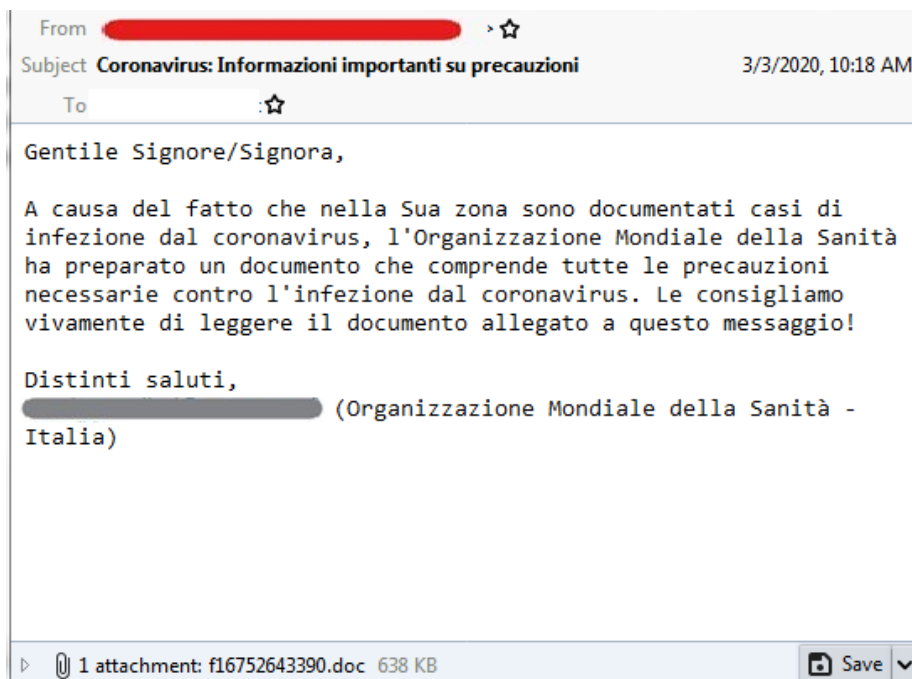 From
Subject Coronavirus: Informazioni importanti su precauzioni 3/3/2020, 10:18 AM
To
Gentile Signore/Signora,
A causa del fatto che nella Sua zona sono documentati casi di
infezione dal coronavirus, l'Organizzazione Mondiale della Sanità
ha preparato un documento che comprende tutte le precauzioni
necessarie contro l'infezione dal coronavirus. Le consigliamo
vivamente di leggere il documento allegato a questo messaggio!
Distinti saluti,
(Organizzazione Mondiale della Sanità -
Italia)
1 attachment: f16752643390.doc 638 KB Save